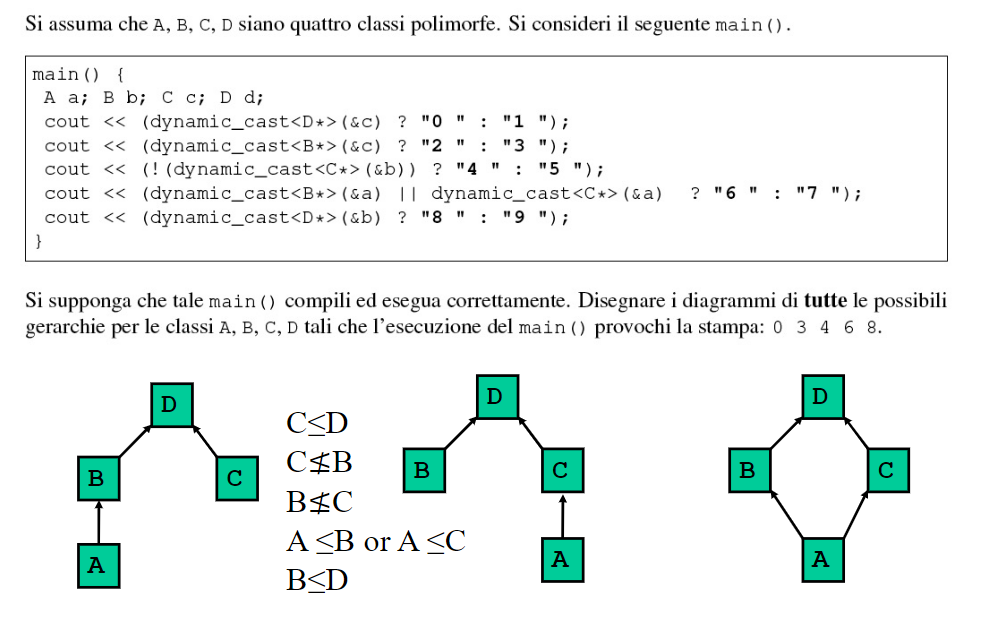 Si assuma che A, B, C, D siano quattro classi polimorfe. Si consideri il seguente main().
main() {
A a; B b; C c; D d;
cout << (dynamic_cast<D*>(&c) ? "0 " : "1 ");
cout << (dynamic_cast<B*>(&c) ? "2 " : "3 ");
cout << (!(dynamic_cast<C*>(&b)) ? "4 " : "5 ");
cout << (dynamic_cast<B*>(&a) || dynamic_cast<C*>(&a) ? "6 " : "7 ");
cout << (dynamic_cast<D*>(&b) ? "8 " : "9 ");
}
Si supponga che tale main() compili ed esegua correttamente. Disegnare i diagrammi di tutte le possibili
gerarchie per le classi A, B, C, D tali che l'esecuzione del main() provochi la stampa: 0 3 4 6 8.
D
B
C
A
C≤D
C≰B
B≰C
A ≤B or A ≤C
B≤D
D
B
C
A
D
B
C
A